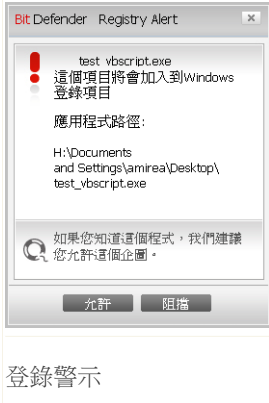 Bit Defender Registry Alert
test vbscript.exe
這個項目將會加入到Windows
登錄項目
應用程式路徑:
H:\Documents
and Settings\amirea\Desktop\
test_vbscript.exe
如果您知道這個程式，我們建議
您允許這個企圖。
允許 阻擋
登錄警示